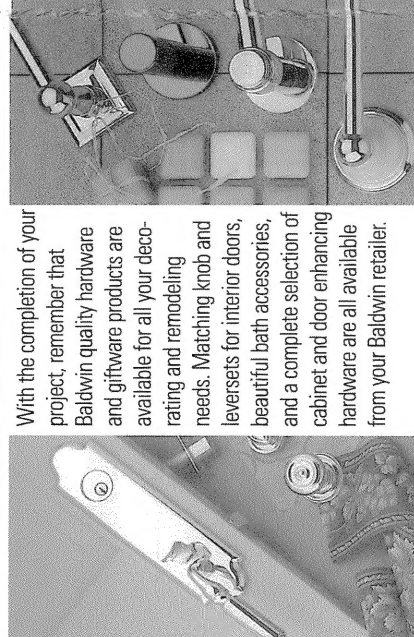 With the completion of your
project, remember that
Baldwin quality hardware
and giftware products are
available for all your deco-
rating and remodeling
needs. Matching knob and
leversets for interior doors,
beautiful bath accessories,
and a complete selection of
cabinet and door enhancing
hardware are all available
from your Baldwin retailer.